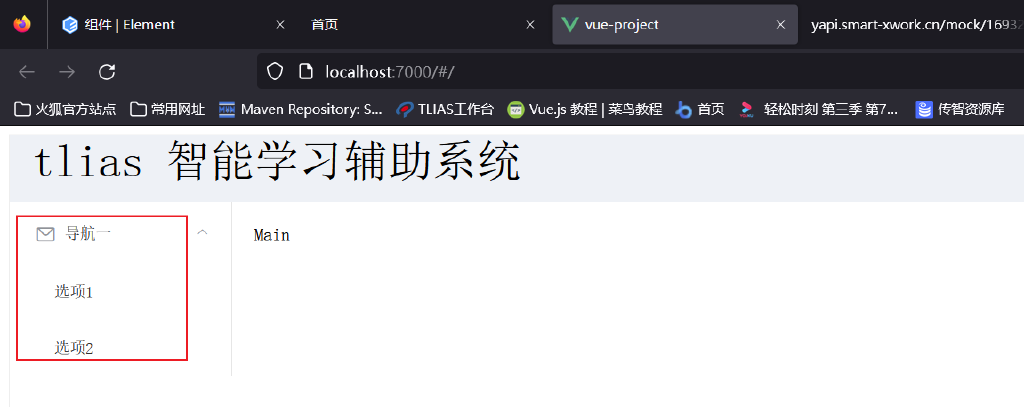 组件 | Element
首页
vue-project
yapi.smart-xwork.cn/mock/1693
localhost:7000/#/
火狐官方站点
常用网址
Maven Repository: S...
TLIAS工作台
Vue.js 教程 | 菜鸟教程
首页
轻松时刻 第三季 第7...
传智资源库
tlias 智能学习辅助系统
导航一
Main
选项1
选项2